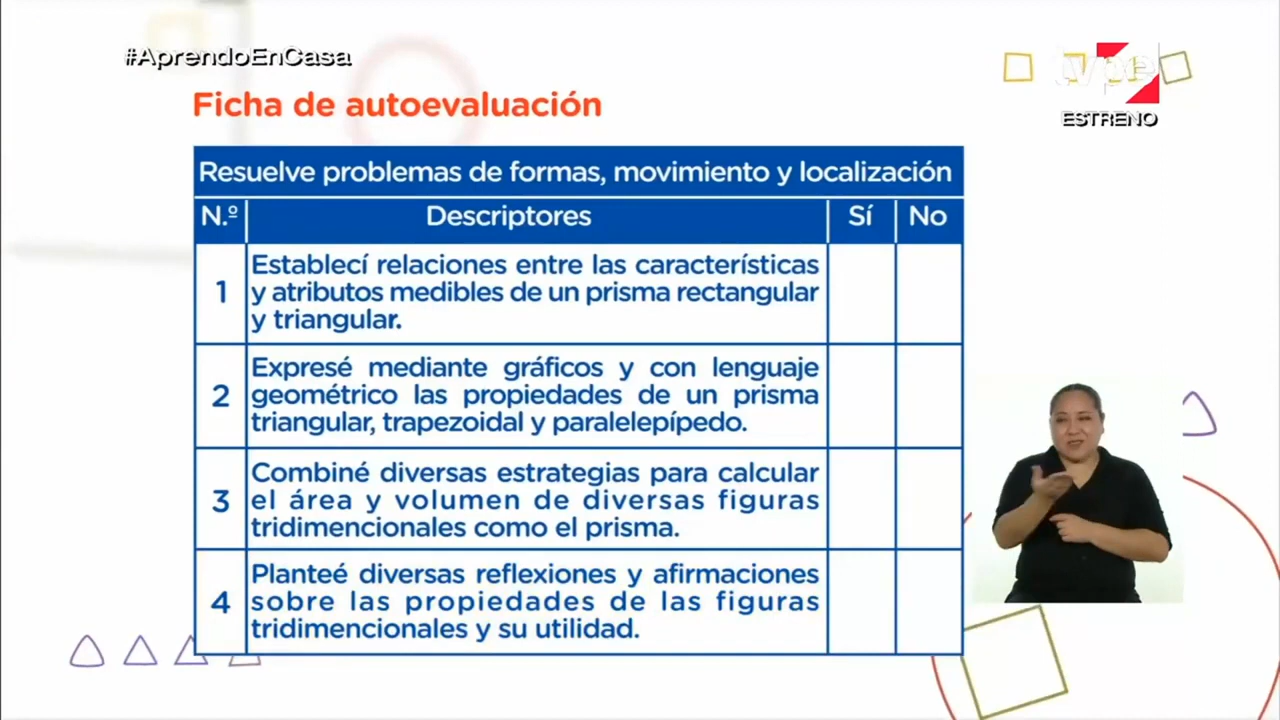 #AprendoEnCasa
tvpe
ESTRENO
Ficha de autoevaluación
Resuelve problemas de formas, movimiento y localización
N.º Descriptores Sí No
1 Establecí relaciones entre las características
y atributos medibles de un prisma rectangular
y triangular.
2 Expresé mediante gráficos y con lenguaje
geométrico las propiedades de un prisma
triangular, trapezoidal y paralelepípedo.
3 Combiné diversas estrategias para calcular
el área y volumen de diversas figuras
tridimencionales como el prisma.
4 Planteé diversas reflexiones y afirmaciones
sobre las propiedades de las figuras
tridimencionales y su utilidad.